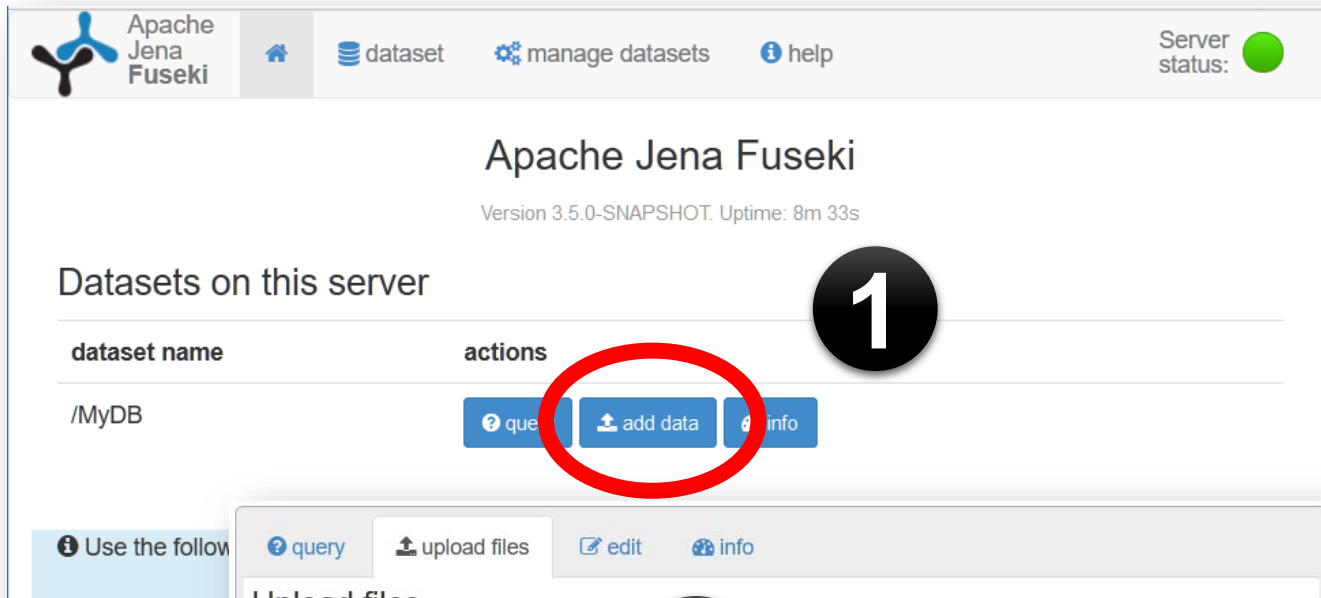 Apache
Jena
Fuseki
dataset
manage datasets
help
Server
status:
Apache Jena Fuseki
Version 3.5.0-SNAPSHOT. Uptime: 8m 33s
Datasets on this server
1
dataset name actions
/MyDB
add data
info
Use the follow
query upload files edit info
Upload files